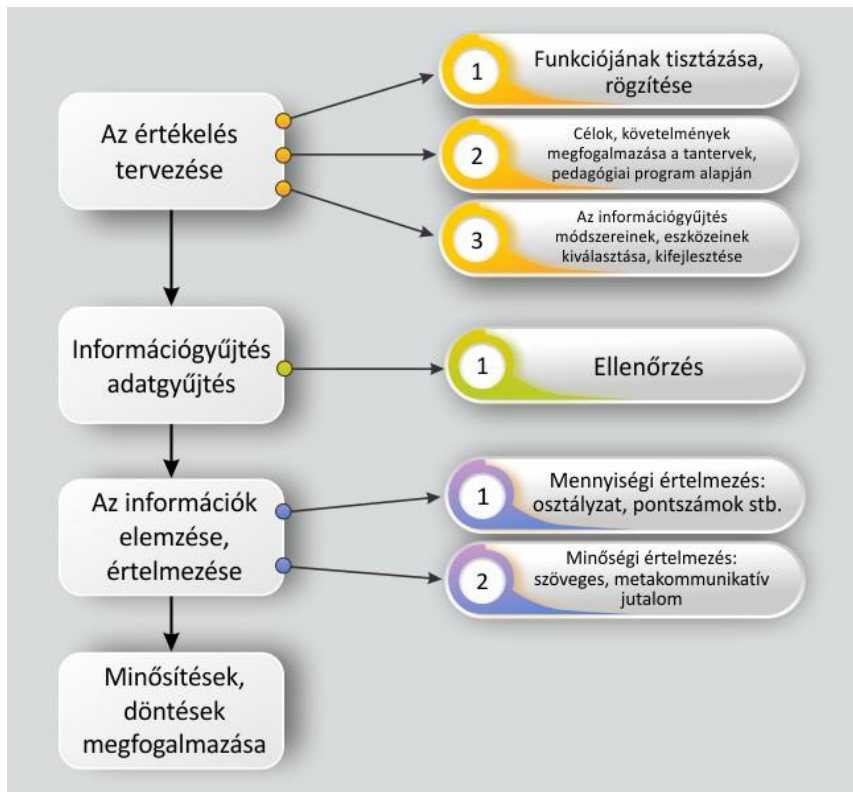 Az értékelés
tervezése
1
Funkciójának tisztázása,
rögzítése
2
Célok, követelmények
megfogalmazása a tantervek,
pedagógiai program alapján
3
Az információgyűjtés
módszereinek, eszközeinek
kiválasztása, kifejlesztése
Információgyűjtés
adatgyűjtés
1
Ellenőrzés
Az információk
elemzése,
értelmezése
1
Mennyiségi értelmezés:
osztályzat, pontszámok stb.
2
Minőségi értelmezés:
szöveges, metakommunikatív
jutalom
Minősítések,
döntések
megfogalmazása